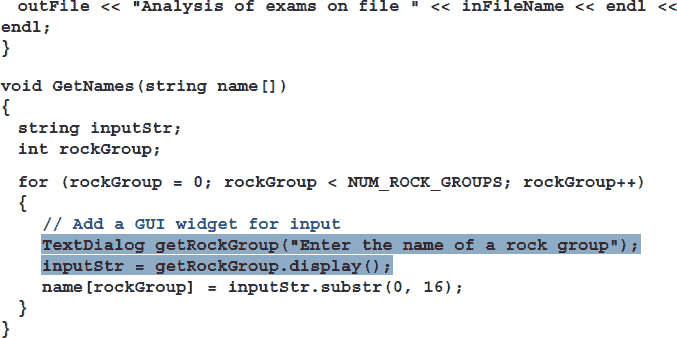 outFile << "Analysis of exams on file " << inFileName << endl <<
endl;
}
void GetNames(string name[])
{
string inputStr;
int rockGroup;
for (rockGroup = 0; rockGroup < NUM_ROCK_GROUPS; rockGroup++)
{
// Add a GUI widget for input
TextDialog getRockGroup("Enter the name of a rock group");
inputStr = getRockGroup.display();
name[rockGroup] = inputStr.substr(0, 16);
}
}